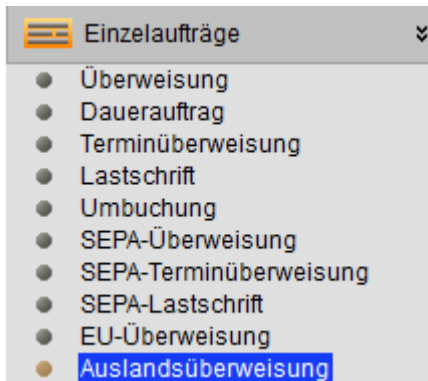 Einzelaufträge
Überweisung
Dauerauftrag
Terminüberweisung
Lastschrift
Umbuchung
SEPA-Überweisung
SEPA-Terminüberweisung
SEPA-Lastschrift
EU-Überweisung
Auslandsüberweisung